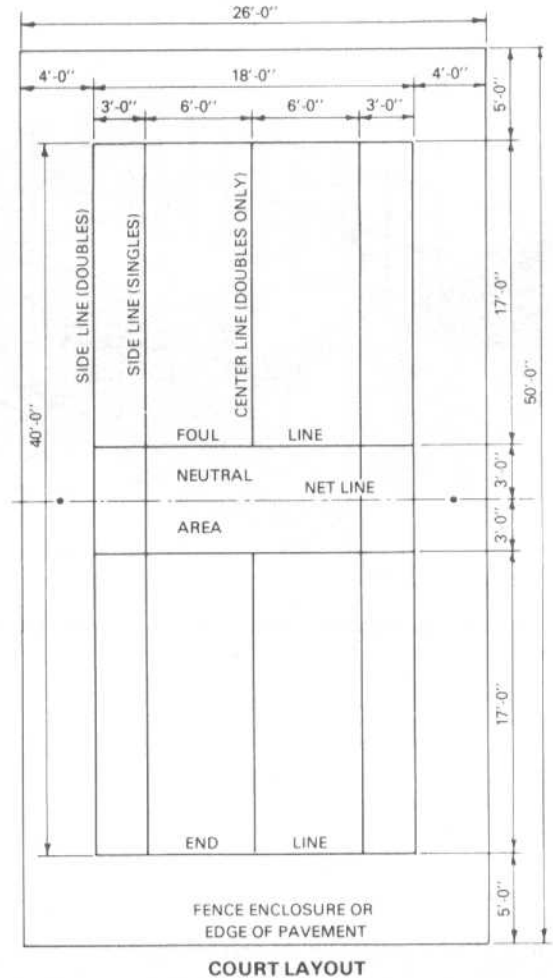 26'-0"
4'-0"
18'-0"
4'-0"
3'-0"
6'-0"
6'-0"
3'-0"
5'-0"
SIDE LINE (DOUBLES)
SIDE LINE (SINGLES)
CENTER LINE (DOUBLES ONLY)
17'-0"
40'-0"
50'-0"
FOUL LINE
NEUTRAL
NET LINE
3'-0"
AREA
3'0"
17'-0"
END LINE
5'-0"
FENCE ENCLOSURE OR
EDGE OF PAVEMENT
COURT LAYOUT